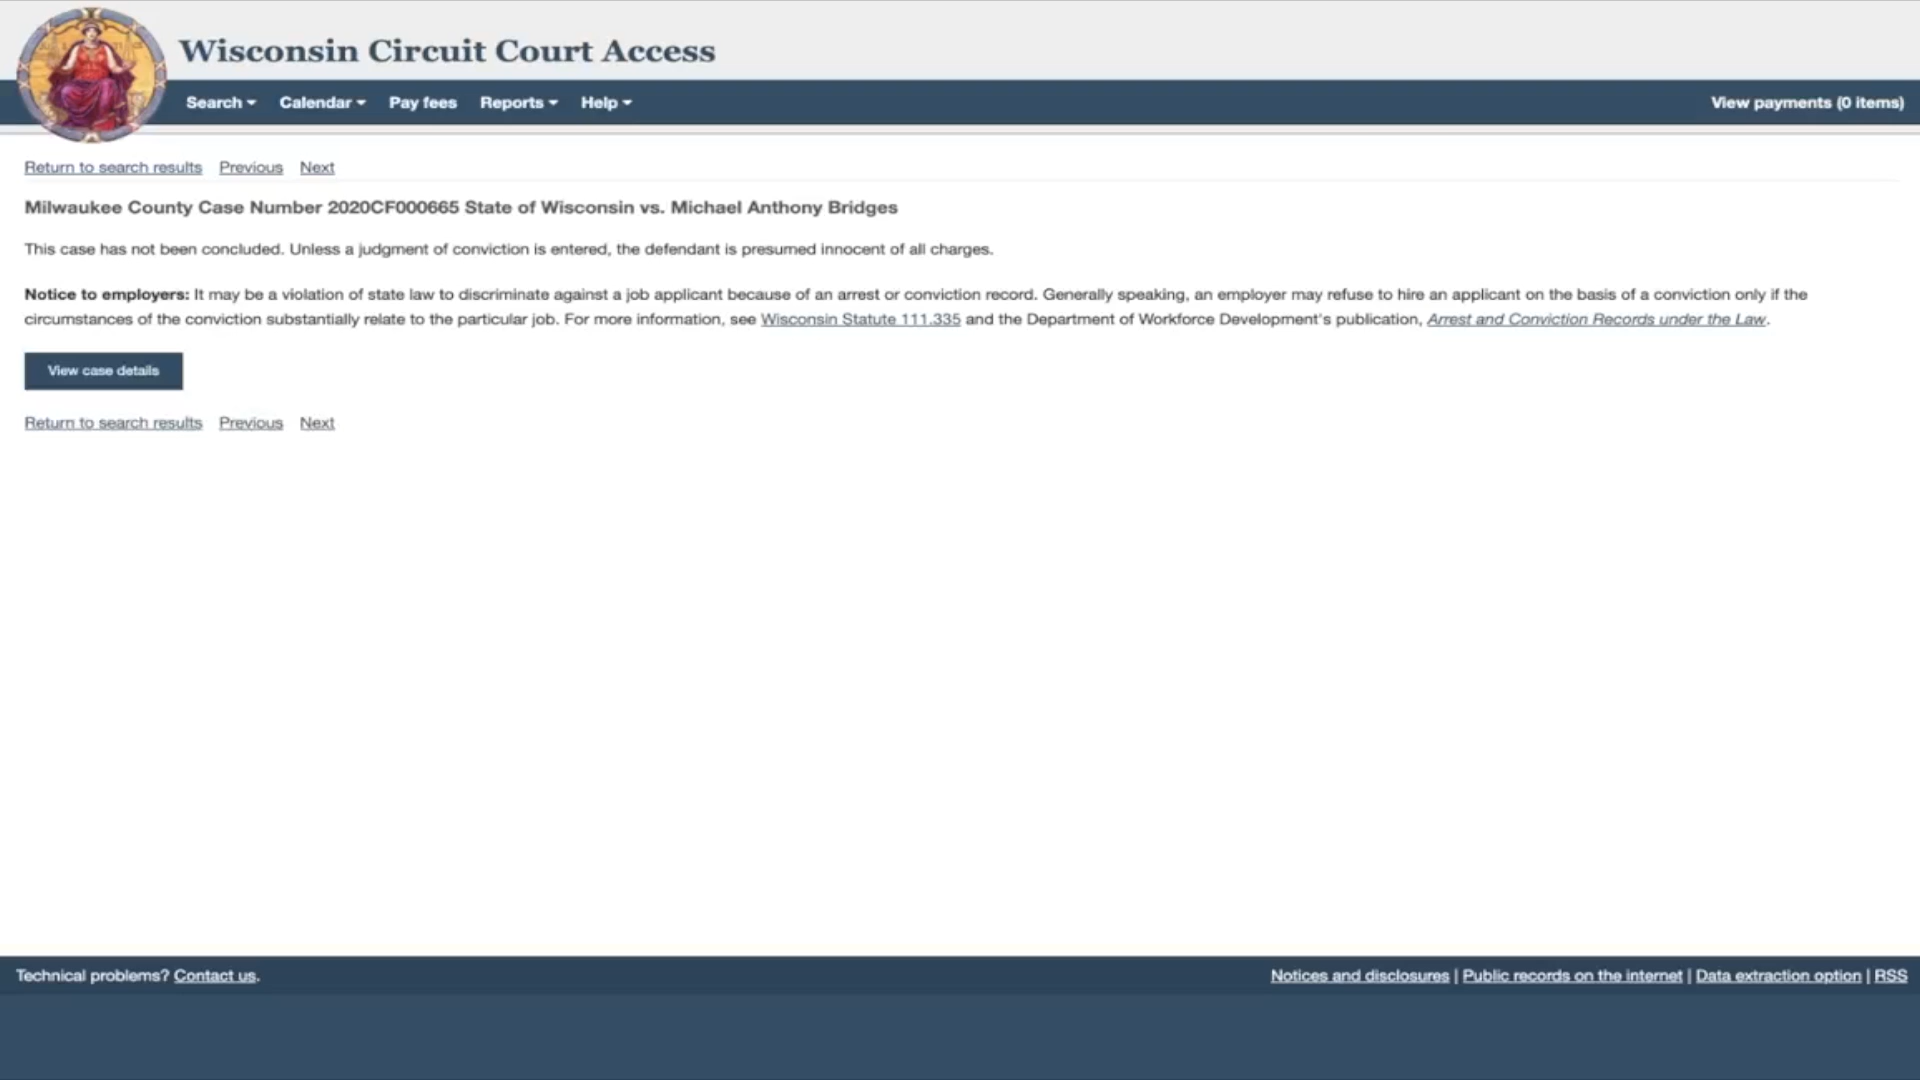 Wisconsin Circuit Court Access
Search Calendar Pay fees Reports Help View payments (0 items)
Return to search results Previous Next
Milwaukee County Case Number 2020CF000665 State of Wisconsin vs. Michael Anthony Bridges
This case has not been concluded. Unless a judgment of conviction is entered, the defendant is presumed innocent of all charges.
Notice to employers: It may be a violation of state law to discriminate against a job applicant because of an arrest or conviction record. Generally speaking, an employer may refuse to hire an applicant on the basis of a conviction only if the
circumstances of the conviction substantially relate to the particular job. For more information, see Wisconsin Statute 111.335 and the Department of Workforce Development's publication, Arrest and Conviction Records under the Law.
View case details
Return to search results Previous Next
Technical problems? Contact us. Notices and disclosures | Public records on the internet | Data extraction option | RSS